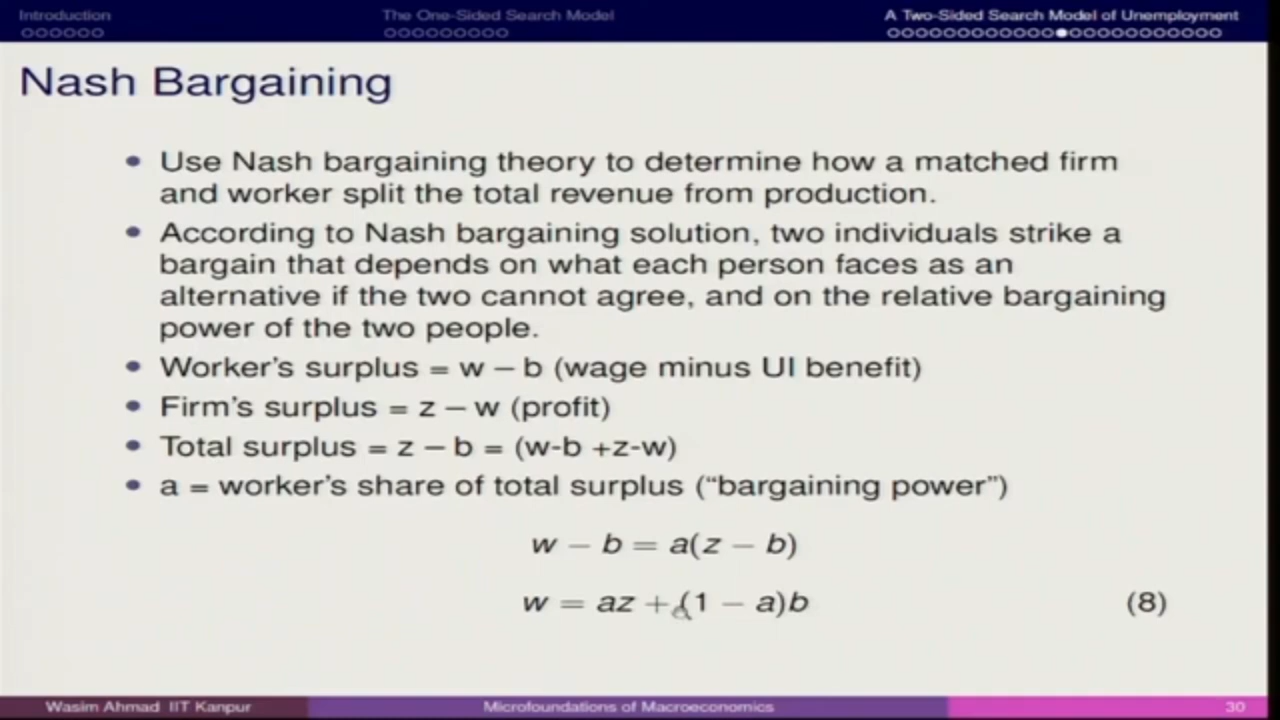 Introduction
The One-Sided Search Model
A Two-Sided Search Model of Unemployment
Nash Bargaining
• Use Nash bargaining theory to determine how a matched firm
and worker split the total revenue from production.
• According to Nash bargaining solution, two individuals strike a
bargain that depends on what each person faces as an
alternative if the two cannot agree, and on the relative bargaining
power of the two people.
• Worker's surplus = w – b (wage minus UI benefit)
• Firm's surplus = z – w (profit)
• Total surplus = z – b = (w-b +z-w)
• a = worker's share of total surplus (“bargaining power”)
w − b = a(z − b)
w = az + (1 − a)b (8)
Wasim Ahmad IIT Kanpur
Microfoundations of Macroeconomics
30